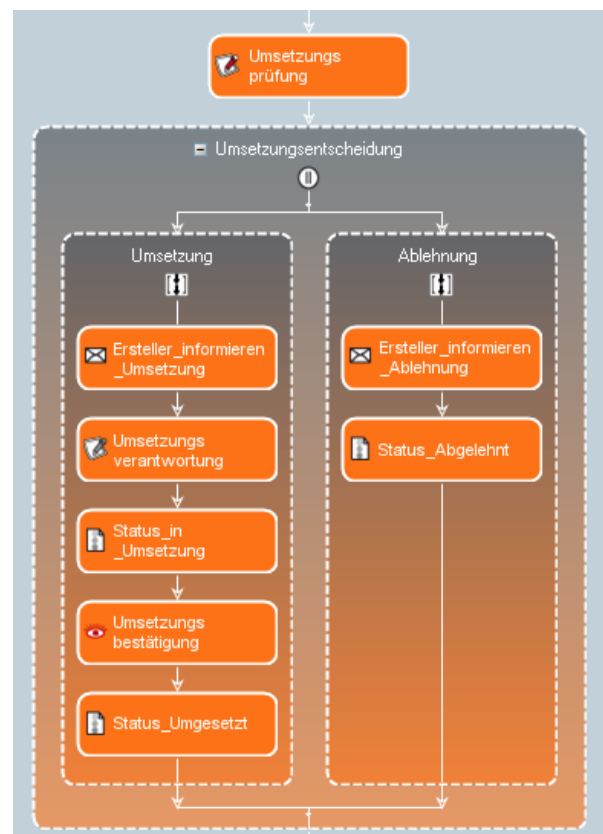 Umsetzungs
prüfung
Umsetzungsentscheidung
Umsetzung
Ersteller_informieren
_Umsetzung
Umsetzungs
verantwortung
Status_in
_Umsetzung
Umsetzungs
bestätigung
Status_Umgesetzt
Ablehnung
Ersteller_informieren
_Ablehnung
Status_Abgelehnt